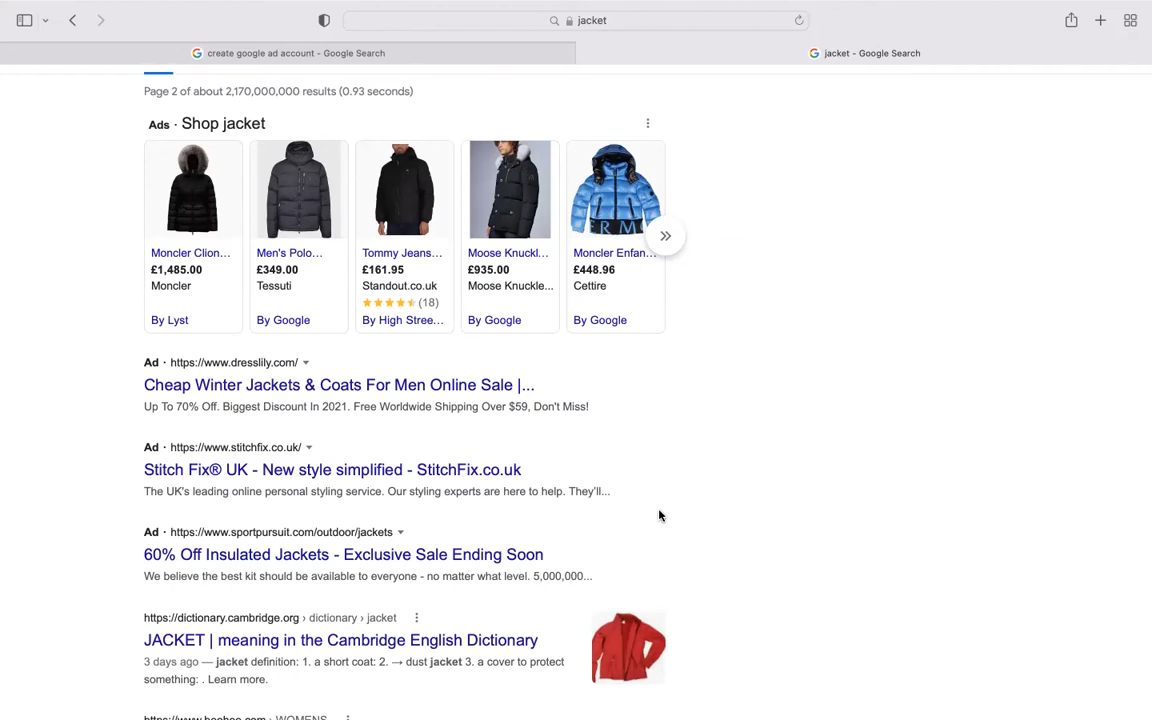 jacket
create google ad account - Google Search
jacket - Google Search
Page 2 of about 2,170,000,000 results (0.93 seconds)
Ads · Shop jacket
Moncler Clion...
£1,485.00
Moncler
By Lyst
Men's Polo...
£349.00
Tessuti
By Google
Tommy Jeans...
£161.95
Standout.co.uk
(18)
By High Stree...
Moose Knuckl...
£935.00
Moose Knuckle...
By Google
Moncler Enfan...
£448.96
Cettire
By Google
Ad · https://www.dresslily.com/
Cheap Winter Jackets & Coats For Men Online Sale |...
Up To 70% Off. Biggest Discount In 2021. Free Worldwide Shipping Over $59, Don't Miss!
Ad · https://www.stitchfix.co.uk/
Stitch Fix® UK - New style simplified - StitchFix.co.uk
The UK's leading online personal styling service. Our styling experts are here to help. They'll...
Ad · https://www.sportpursuit.com/outdoor/jackets
60% Off Insulated Jackets - Exclusive Sale Ending Soon
We believe the best kit should be available to everyone - no matter what level. 5,000,000...
https://dictionary.cambridge.org › dictionary › jacket
JACKET | meaning in the Cambridge English Dictionary
3 days ago — jacket definition: 1. a short coat: 2. → dust jacket 3. a cover to protect
something: . Learn more.
https://www.boohoo.com › WOMENS